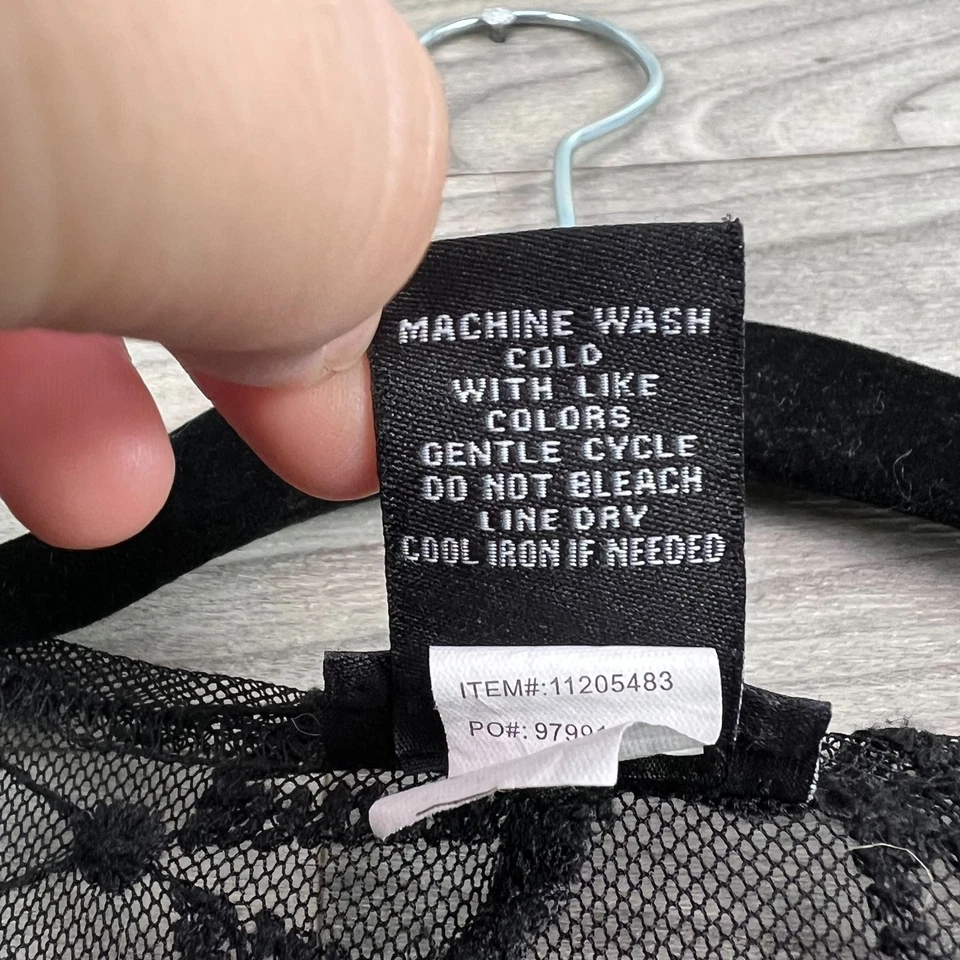 MACHINE WASH
COLD
WITH LIKE
COLORS
GENTLE CYCLE
DO NOT BLEACH
LINE DRY
COOL IRON IF NEEDED
ITEM#:11205483
PO#: